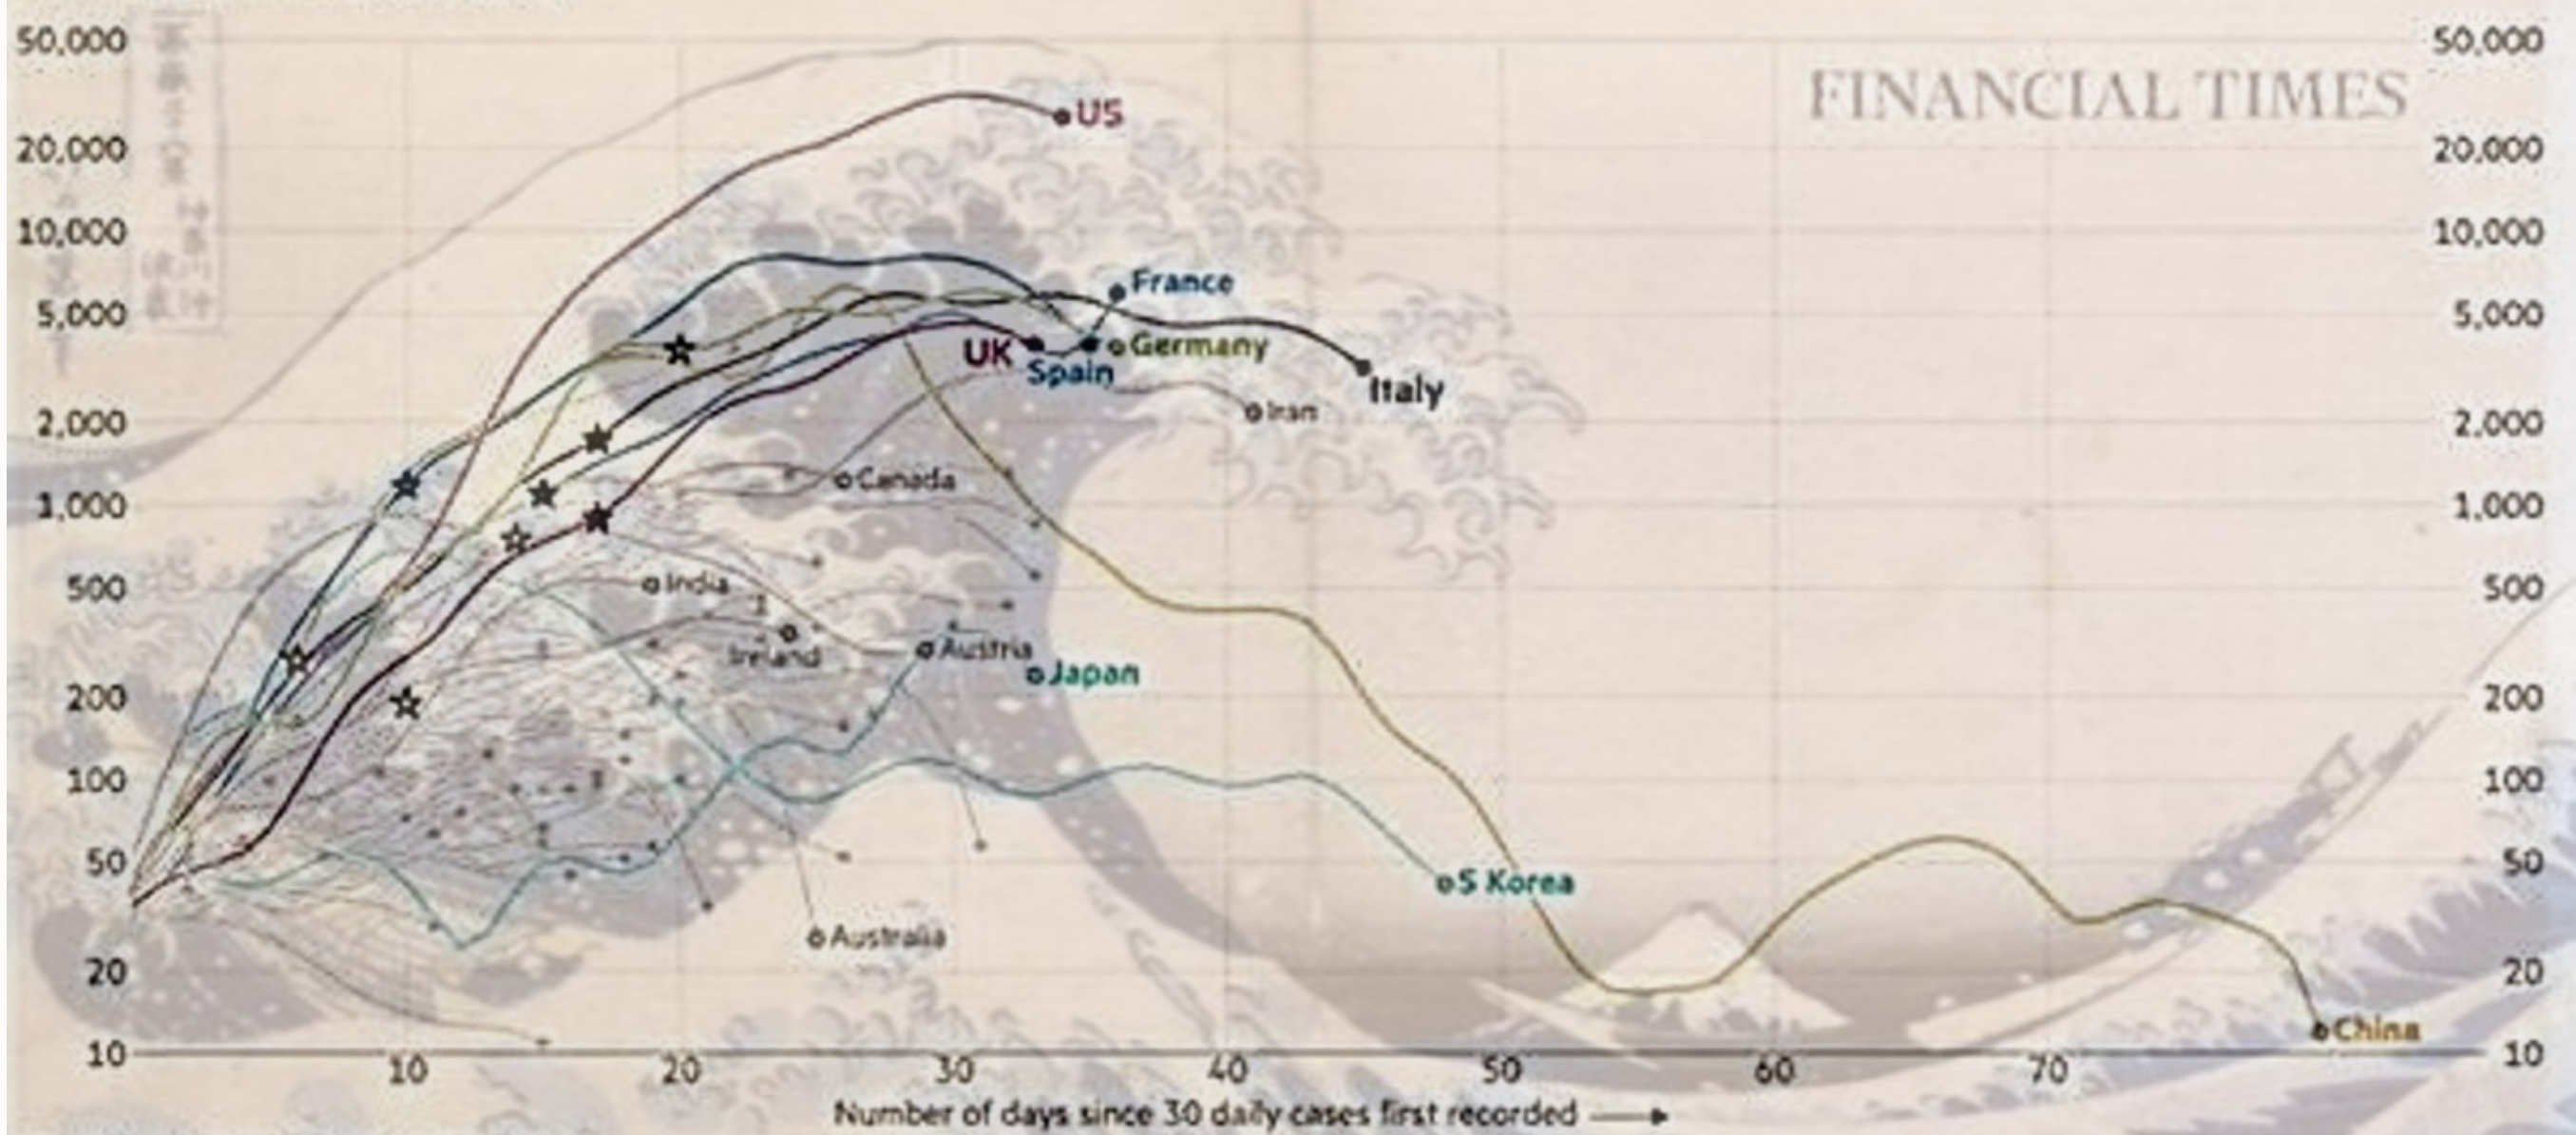 50,000
20,000
10,000
5,000
2,000
1,000
500
200
100
50
20
10
FINANCIAL TIMES
US
France
UK
Germany
Spain
Italy
Iran
Canada
India
Ireland
Austria
Japan
S Korea
Australia
China
50,000
20,000
10,000
5,000
2,000
1,000
500
200
100
50
20
10
10 20 30 40 50 60 70
Number of days since 30 daily cases first recorded